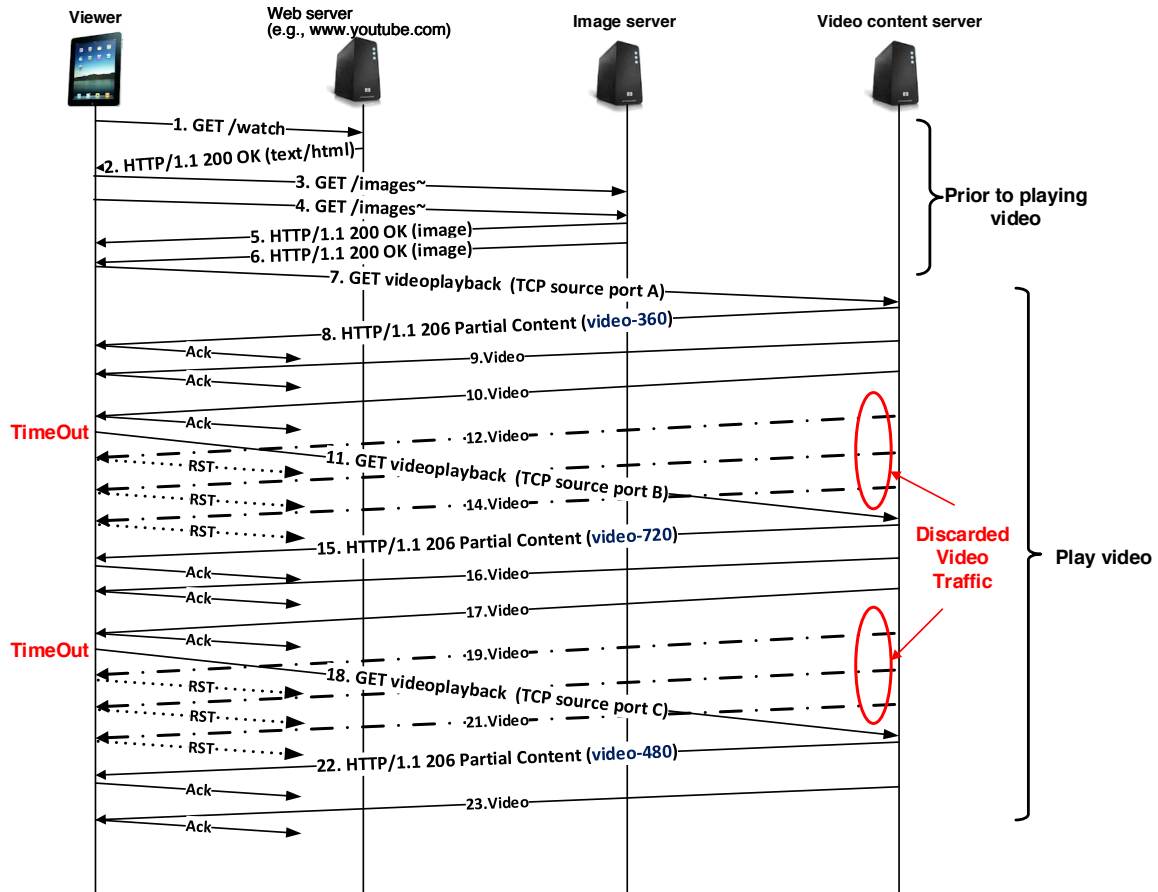 Viewer
Web server
(e.g., www.youtube.com)
Image server
Video content server
1. GET /watch
2. HTTP/1.1 200 OK (text/html)
3. GET /images~
4. GET /images~
5. HTTP/1.1 200 OK (image)
6. HTTP/1.1 200 OK (image)
Prior to playing
video
7. GET videoplayback (TCP source port A)
8. HTTP/1.1 206 Partial Content (video-360)
Ack
9.Video
Ack
10.Video
Ack
TimeOut
12.Video
11. GET videoplayback (TCP source port B)
RST
RST
14.Video
RST
15. HTTP/1.1 206 Partial Content (video-720)
Discarded
Video
Traffic
Play video
Ack
16.Video
Ack
17.Video
Ack
TimeOut
19.Video
18. GET videoplayback (TCP source port C)
RST
RST
21.Video
RST
22. HTTP/1.1 206 Partial Content (video-480)
Ack
23.Video
Ack